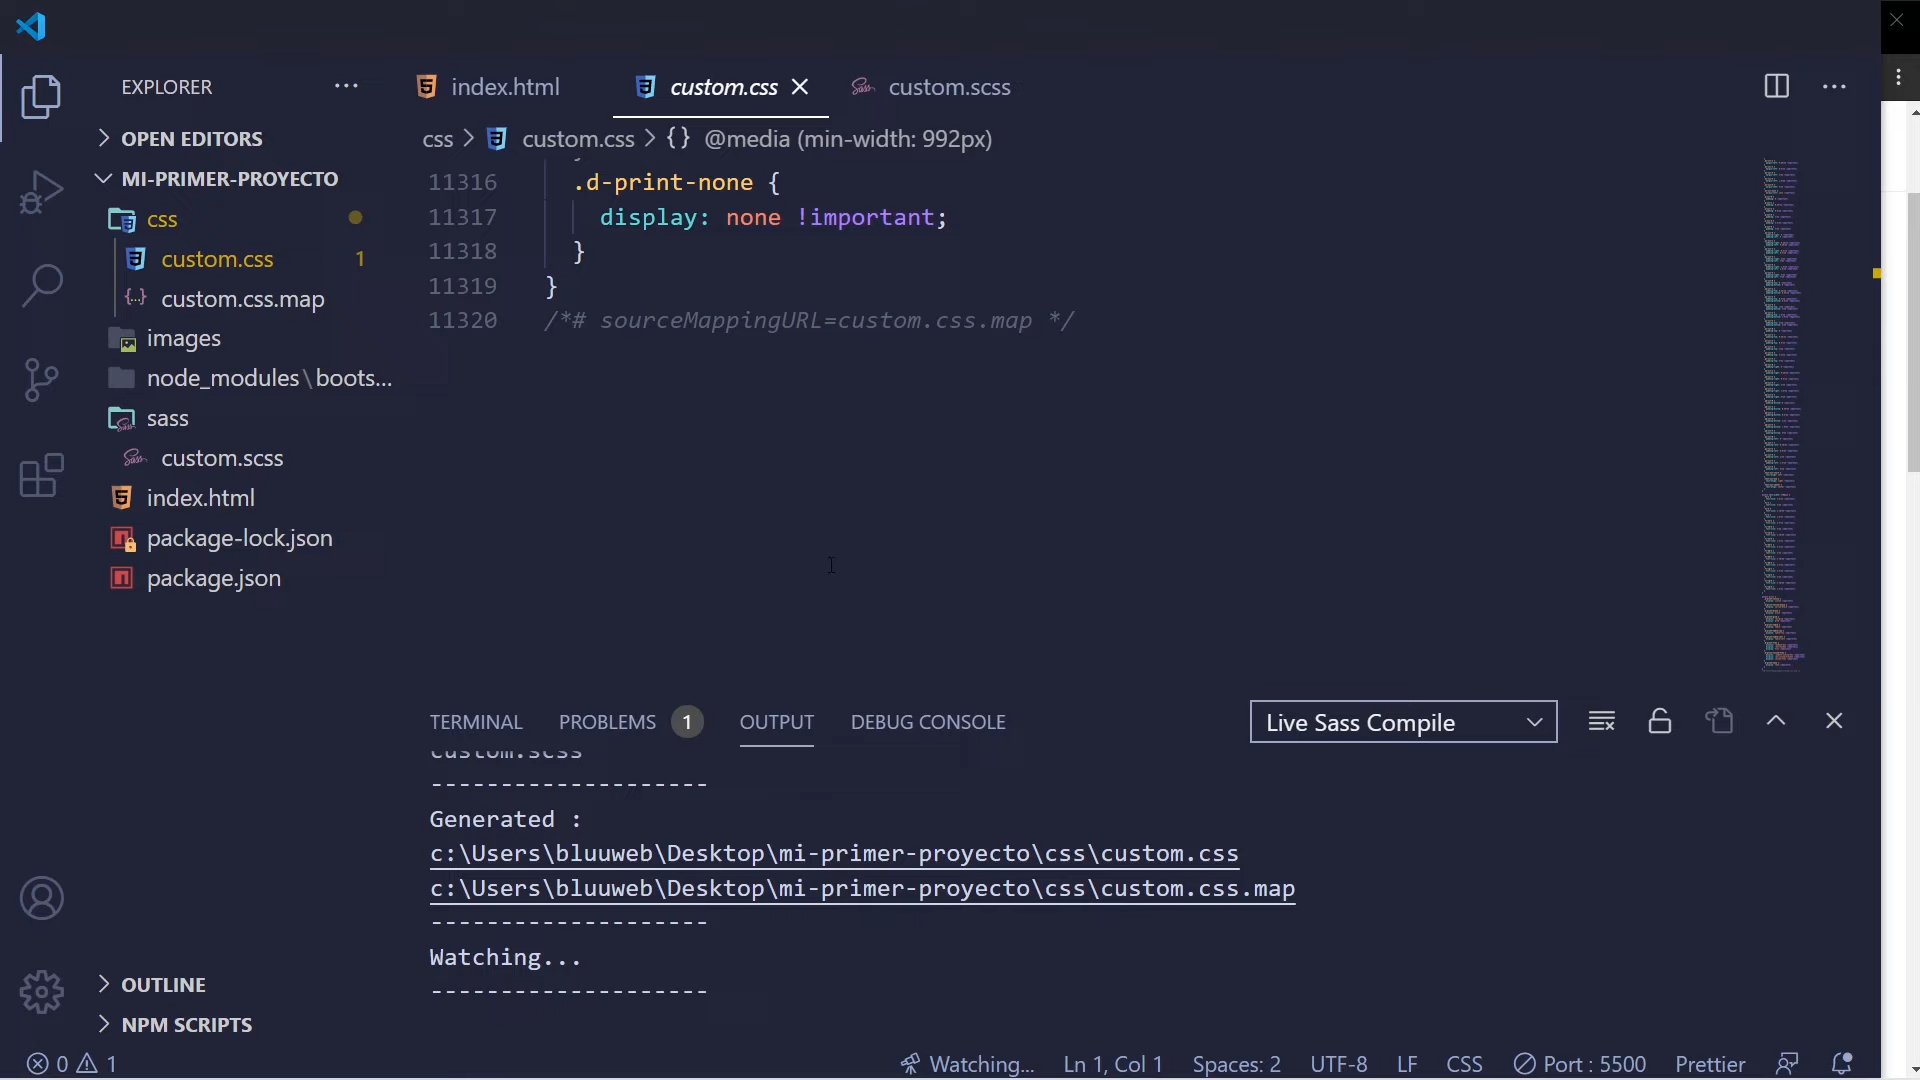 EXPLORER
OPEN EDITORS
MI-PRIMER-PROYECTO
css
custom.css 1
custom.css.map
images
node_modules\boots...
sass
custom.scss
index.html
package-lock.json
package.json
OUTLINE
NPM SCRIPTS
index.html custom.css custom.scss
css > custom.css > {} @media (min-width: 992px)
11316 .d-print-none {
11317 display: none !important;
11318 }
11319 }
11320 /*# sourceMappingURL=custom.css.map */
TERMINAL PROBLEMS 1 OUTPUT DEBUG CONSOLE Live Sass Compile
custom.scss
--------------------
Generated :
c:\Users\bluuweb\Desktop\mi-primer-proyecto\css\custom.css
c:\Users\bluuweb\Desktop\mi-primer-proyecto\css\custom.css.map
--------------------
Watching...
--------------------
0 1 Watching... Ln 1, Col 1 Spaces: 2 UTF-8 LF CSS Port : 5500 Prettier